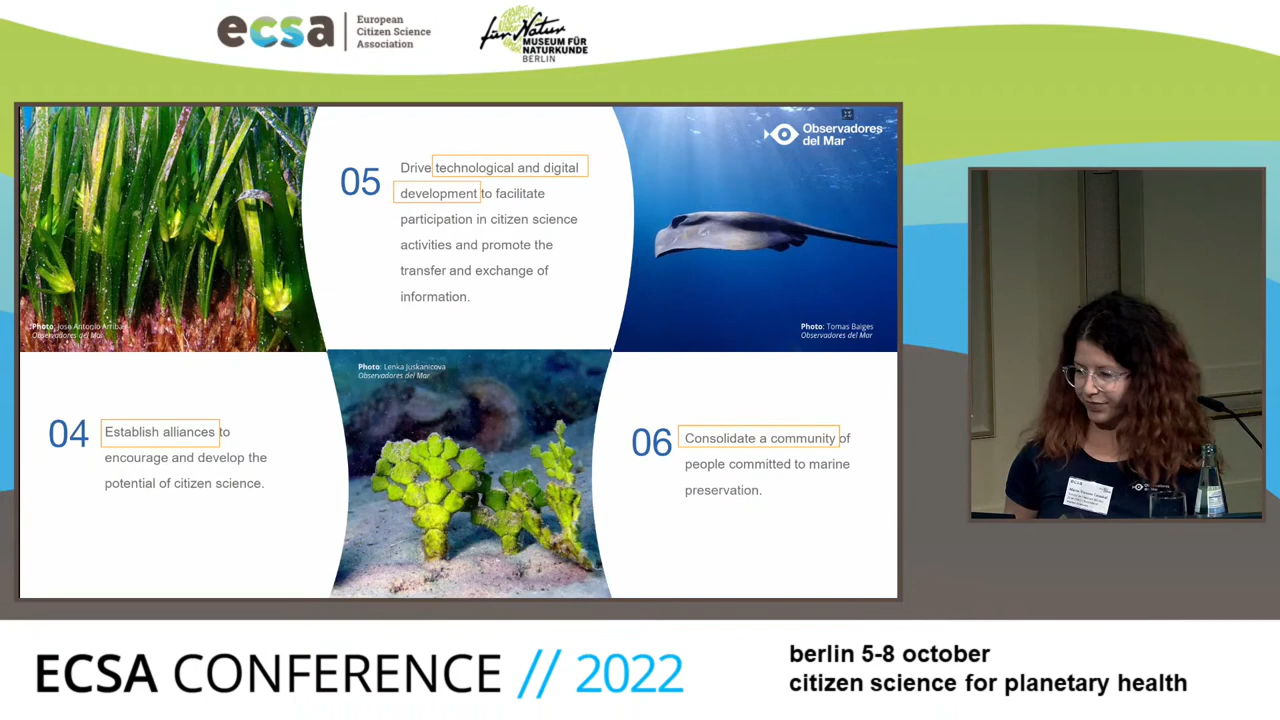 ecsa
European
Citizen Science
Association
für Natur
MUSEUM FÜR
NATURKUNDE
BERLIN
Observadores
del Mar
05
Drive technological and digital
development to facilitate
participation in citizen science
activities and promote the
transfer and exchange of
information.
Photo: Jose Antonio Arribas
Observadores del Mar
Photo: Tomas Baiges
Observadores del Mar
Photo: Lenka Juskanicova
Observadores del Mar
04
Establish alliances to
encourage and develop the
potential of citizen science.
06
Consolidate a community of
people committed to marine
preservation.
ecsa
Observadores
del Mar
ECSA CONFERENCE // 2022
berlin 5-8 october
citizen science for planetary health